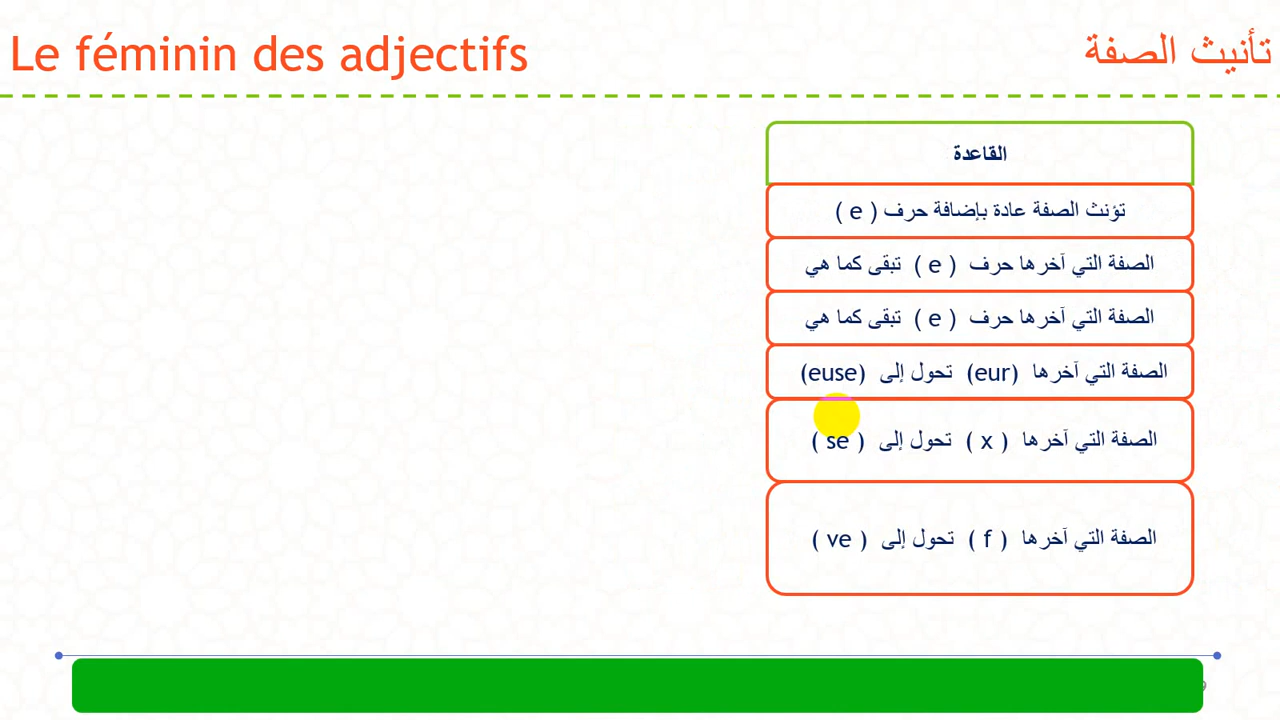 Le féminin des adjectifs
تأنيث الصفة
القاعدة
تؤنث الصفة عادة بإضافة حرف ( e )
الصفة التي آخرها حرف ( e ) تبقى كما هي
الصفة التي آخرها حرف ( e ) تبقى كما هي
الصفة التي آخرها (eur) تحول إلى (euse)
الصفة التي آخرها ( x ) تحول إلى ( se )
الصفة التي آخرها ( f ) تحول إلى ( ve )